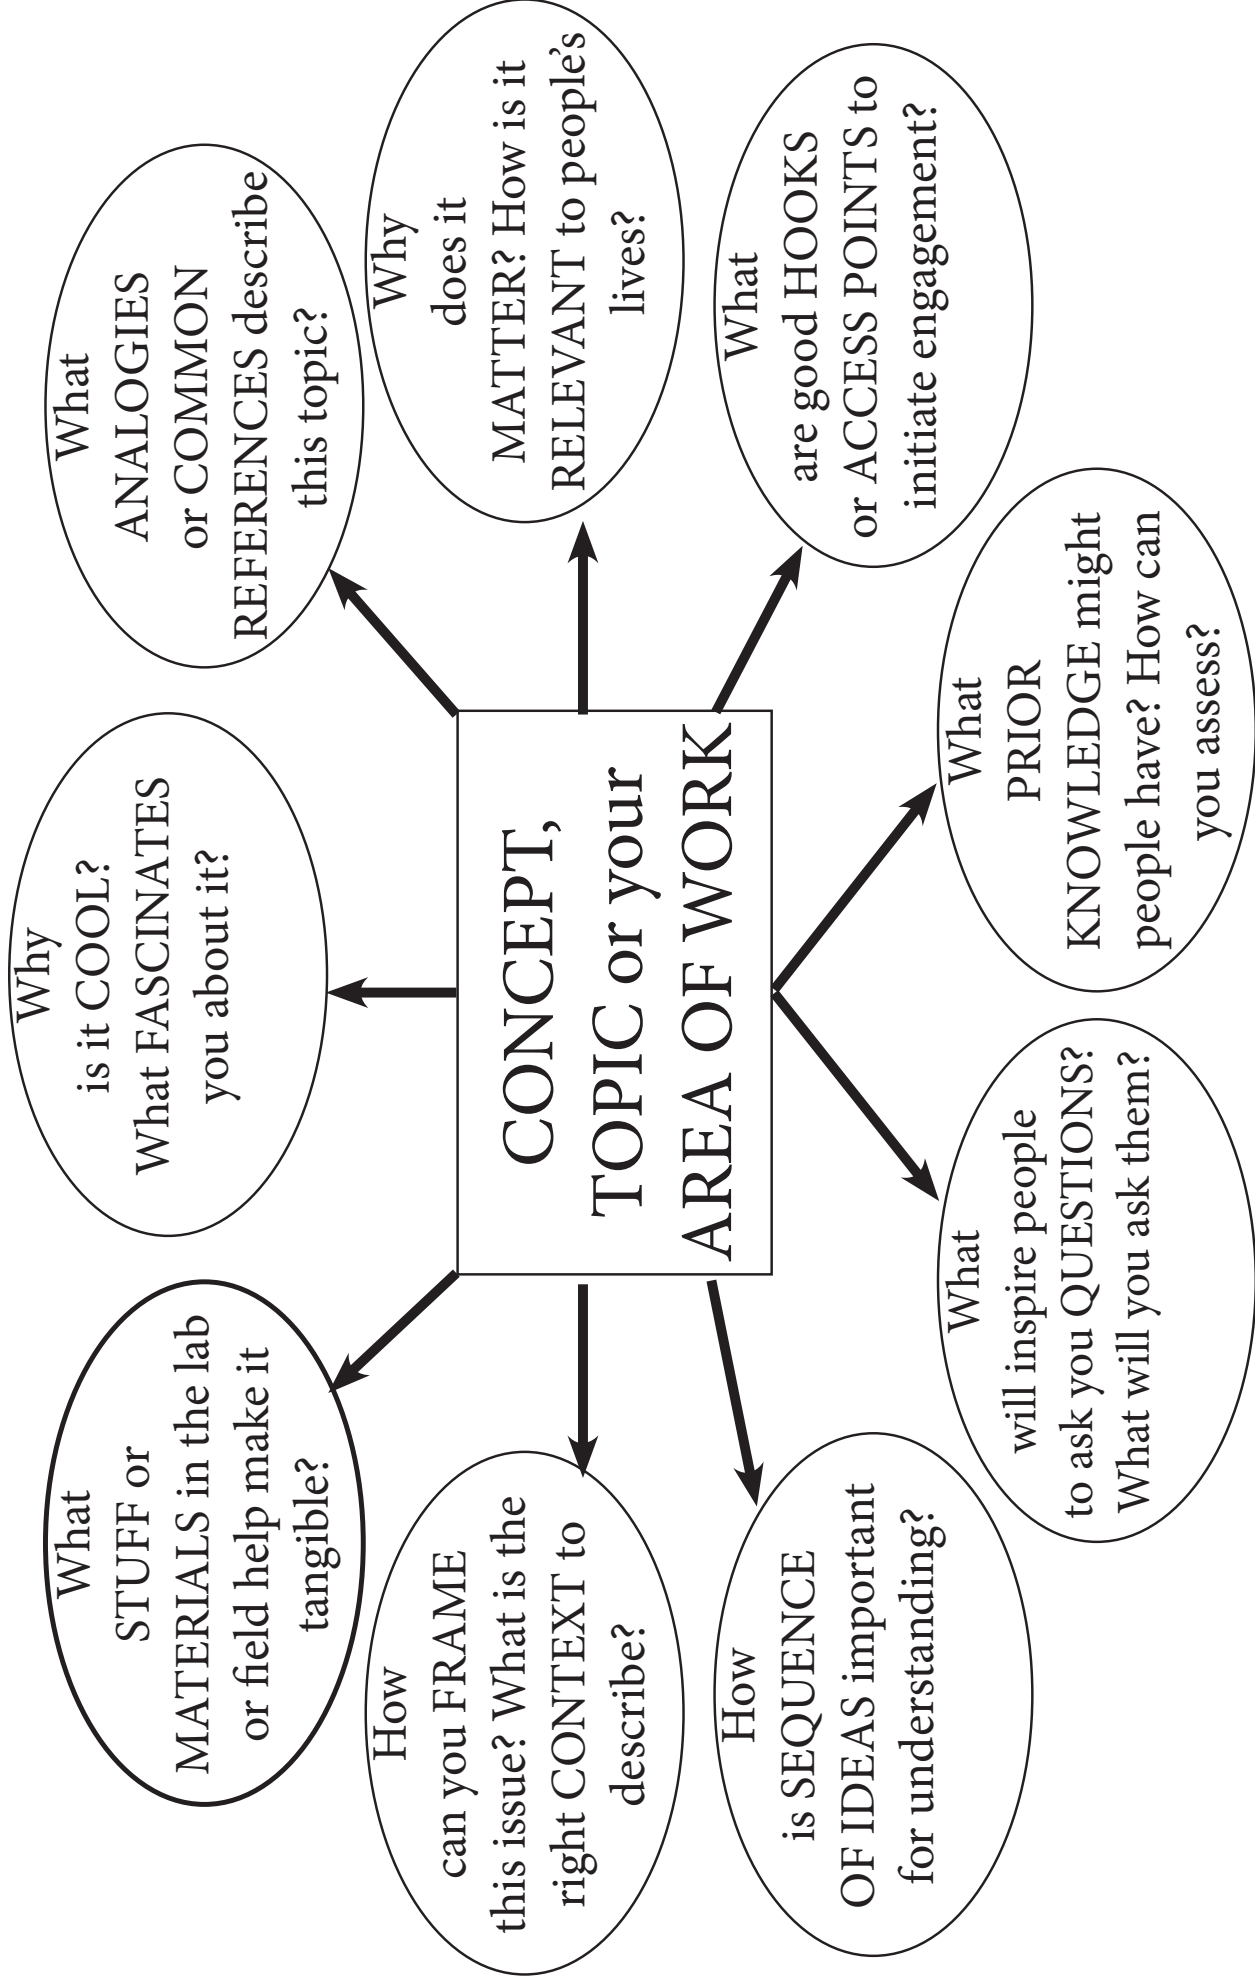 What
STUFF or
MATERIALS in the lab
or field help make it
tangible?
Why
is it COOL?
What FASCINATES
you about it?
What
ANALOGIES
or COMMON
REFERENCES describe
this topic?
How
can you FRAME
this issue? What is the
right CONTEXT to
describe?
CONCEPT,
TOPIC or your
AREA OF WORK
Why
does it
MATTER? How is it
RELEVANT to people's
lives?
How
is SEQUENCE
OF IDEAS important
for understanding?
What
are good HOOKS
or ACCESS POINTS to
initiate engagement?
What
will inspire people
to ask you QUESTIONS?
What will you ask them?
What
PRIOR
KNOWLEDGE might
people have? How can
you assess?